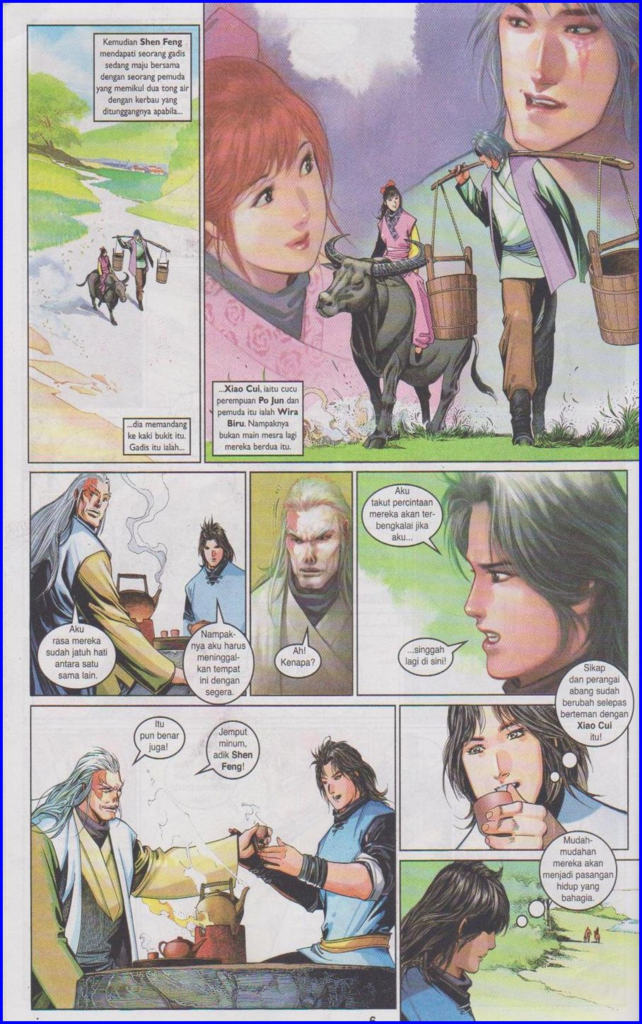 Kemudian Shen Feng
mendapati seorang gadis
sedang maju bersama
dengan seorang pemuda
yang memikul dua tong air
dengan kerbau yang
ditunggangnya apabila...
...dia memandang
ke kaki bukit itu.
Gadis itu ialah...
...Xiao Cui, iaitu cucu
perempuan Po Jun dan
pemuda itu ialah Wira
Biru. Nampaknya
bukan main mesra lagi
mereka berdua itu.
Aku
rasa mereka
sudah jatuh hati
antara satu
sama lain.
Nampak-
nya aku harus
meninggal-
kan tempat
ini dengan
segera.
Ah!
Kenapa?
Aku
takut percintaan
mereka akan ter-
bengkalai jika
aku...
...singgah
lagi di sini!
Itu
pun benar
juga!
Jemput
minum,
adik Shen
Feng!
Sikap
dan perangai
abang sudah
berubah selepas
berteman dengan
Xiao Cui
itu!
Mudah-
mudahan
mereka akan
menjadi pasangan
hidup yang
bahagia.
6